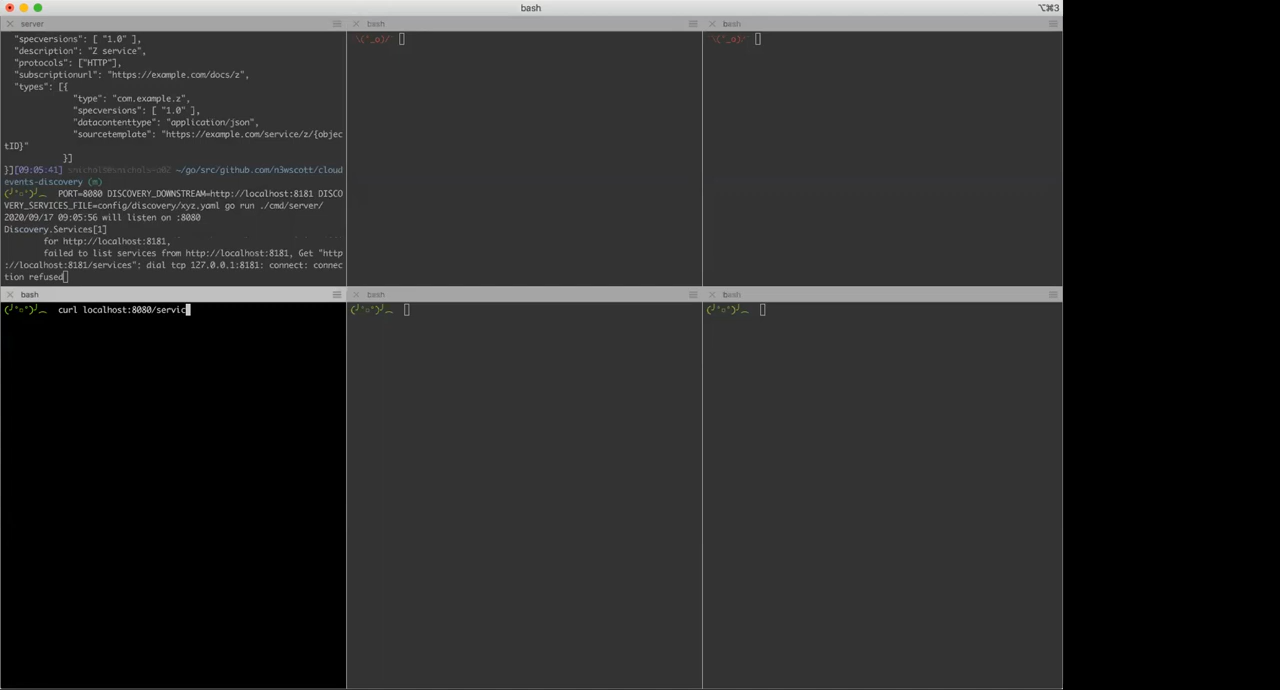 bash
⌥⌘3
server
bash
bash
"specversions": [ "1.0" ],
"description": "Z service",
"protocols": ["HTTP"],
"subscriptionurl": "https://example.com/docs/z",
"types": [{
"type": "com.example.z",
"specversions": [ "1.0" ],
"datacontenttype": "application/json",
"sourcetemplate": "https://example.com/service/z/{objec
tID}"
}]
}][09:05:41] ~/go/src/github.com/n3wscott/cloud
events-discovery (m)
(╯°□°)╯︵ PORT=8080 DISCOVERY_DOWNSTREAM=http://localhost:8181 DISCO
VERY_SERVICES_FILE=config/discovery/xyz.yaml go run ./cmd/server/
2020/09/17 09:05:56 will listen on :8080
Discovery.Services[1]
for http://localhost:8181,
failed to list services from http://localhost:8181, Get "http
://localhost:8181/services": dial tcp 127.0.0.1:8181: connect: connec
tion refused
bash
bash
bash
(╯°□°)╯︵ curl localhost:8080/servic
(╯°□°)╯︵
(╯°□°)╯︵